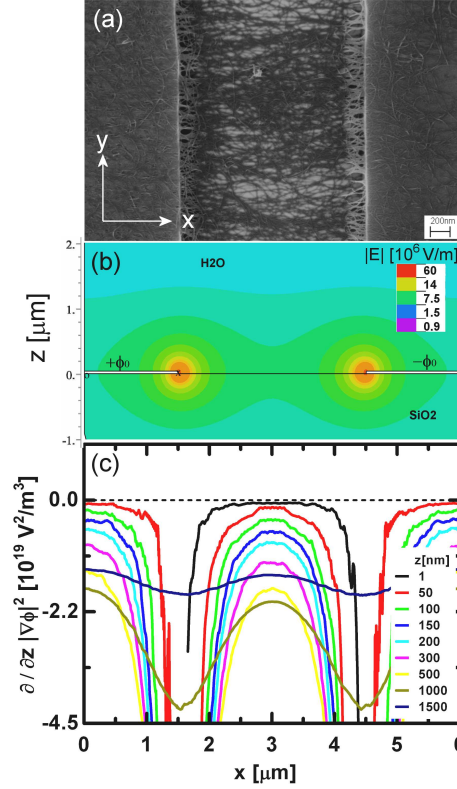 (a)
y
x
200nm
(b)
H2O
|E| [10⁶ V/m]
60
14
7.5
1.5
0.9
+ϕ₀
−ϕ₀
SiO2
z [μm]
2.
1.
0.
-1.
(c)
∂ / ∂z |∇ϕ|² [10¹⁹ V²/m³]
0.0
-2.2
-4.5
z[nm]
1
50
100
150
200
300
500
1000
1500
0 1 2 3 4 5 6
x [μm]